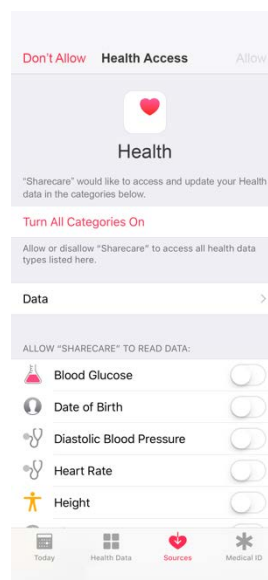 Don't Allow Health Access Allow
Health
"Sharecare" would like to access and update your Health
data in the categories below.
Turn All Categories On
Allow or disallow "Sharecare" to access all health data
types listed here.
Data
ALLOW "SHARECARE" TO READ DATA:
Blood Glucose
Date of Birth
Diastolic Blood Pressure
Heart Rate
Height
Today Health Data Sources Medical ID